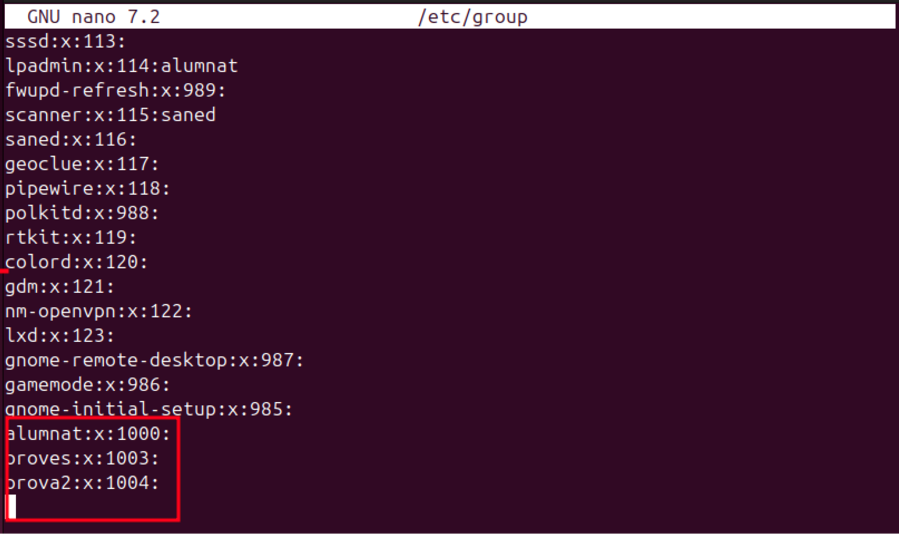 GNU nano 7.2 /etc/group
sssd:x:113:
lpadmin:x:114:alumnat
fwupd-refresh:x:989:
scanner:x:115:saned
saned:x:116:
geoclue:x:117:
pipewire:x:118:
polkitd:x:988:
rtkit:x:119:
colord:x:120:
gdm:x:121:
nm-openvpn:x:122:
lxd:x:123:
gnome-remote-desktop:x:987:
gamemode:x:986:
gnome-initial-setup:x:985:
alumnat:x:1000:
proves:x:1003:
prova2:x:1004: